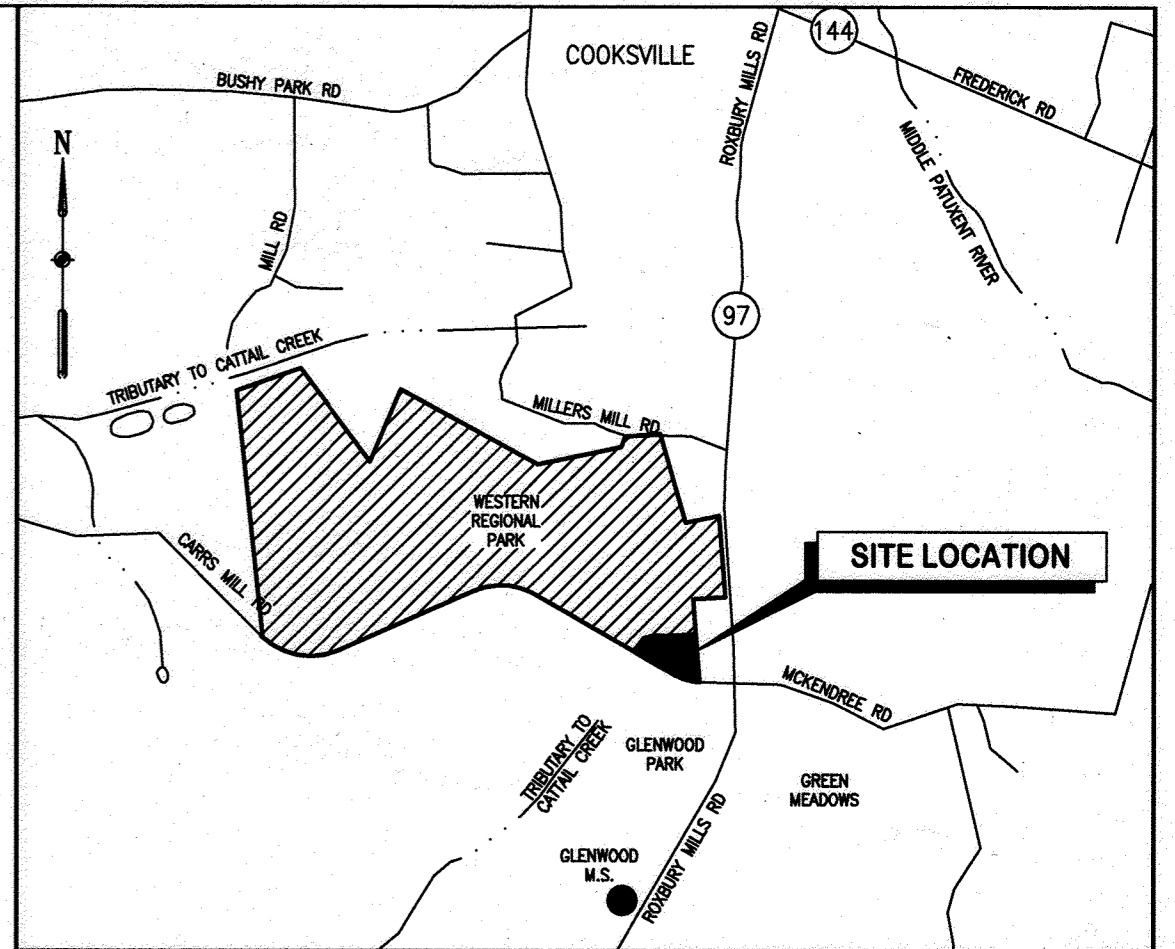 COOKSVILLE
144
ROXBURY MILLS RD
FREDERICK RD
BUSHY PARK RD
N
MIDDLE PATUXENT RIVER
MILL RD
97
TRIBUTARY TO CATTAIL CREEK
MILLERS MILL RD
WESTERN
REGIONAL
PARK
SITE LOCATION
CARRS MILL RD
MCKENDREE RD
TRIBUTARY TO
CATTAIL CREEK
GLENWOOD
PARK
GREEN
MEADOWS
ROXBURY MILLS RD
GLENWOOD
M.S.